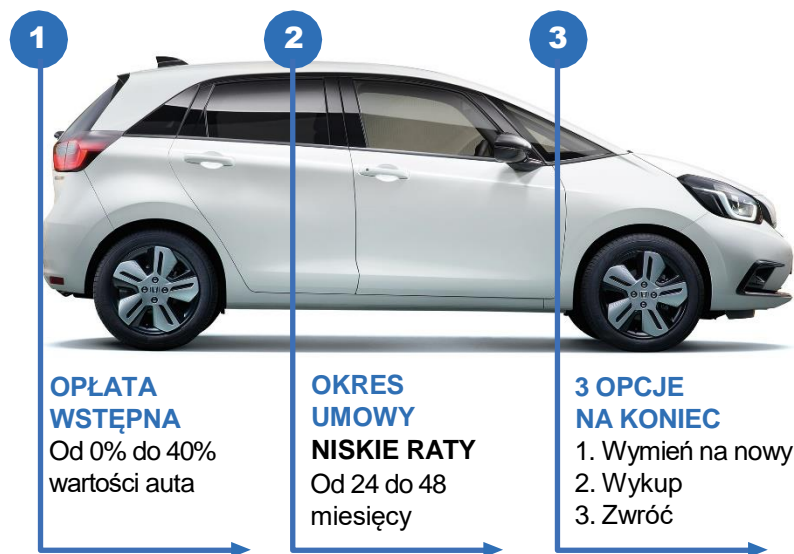 1
2
3
OPŁATA
WSTĘPNA
Od 0% do 40%
wartości auta
OKRES
UMOWY
NISKIE RATY
Od 24 do 48
miesięcy
3 OPCJE
NA KONIEC
1. Wymień na nowy
2. Wykup
3. Zwróć